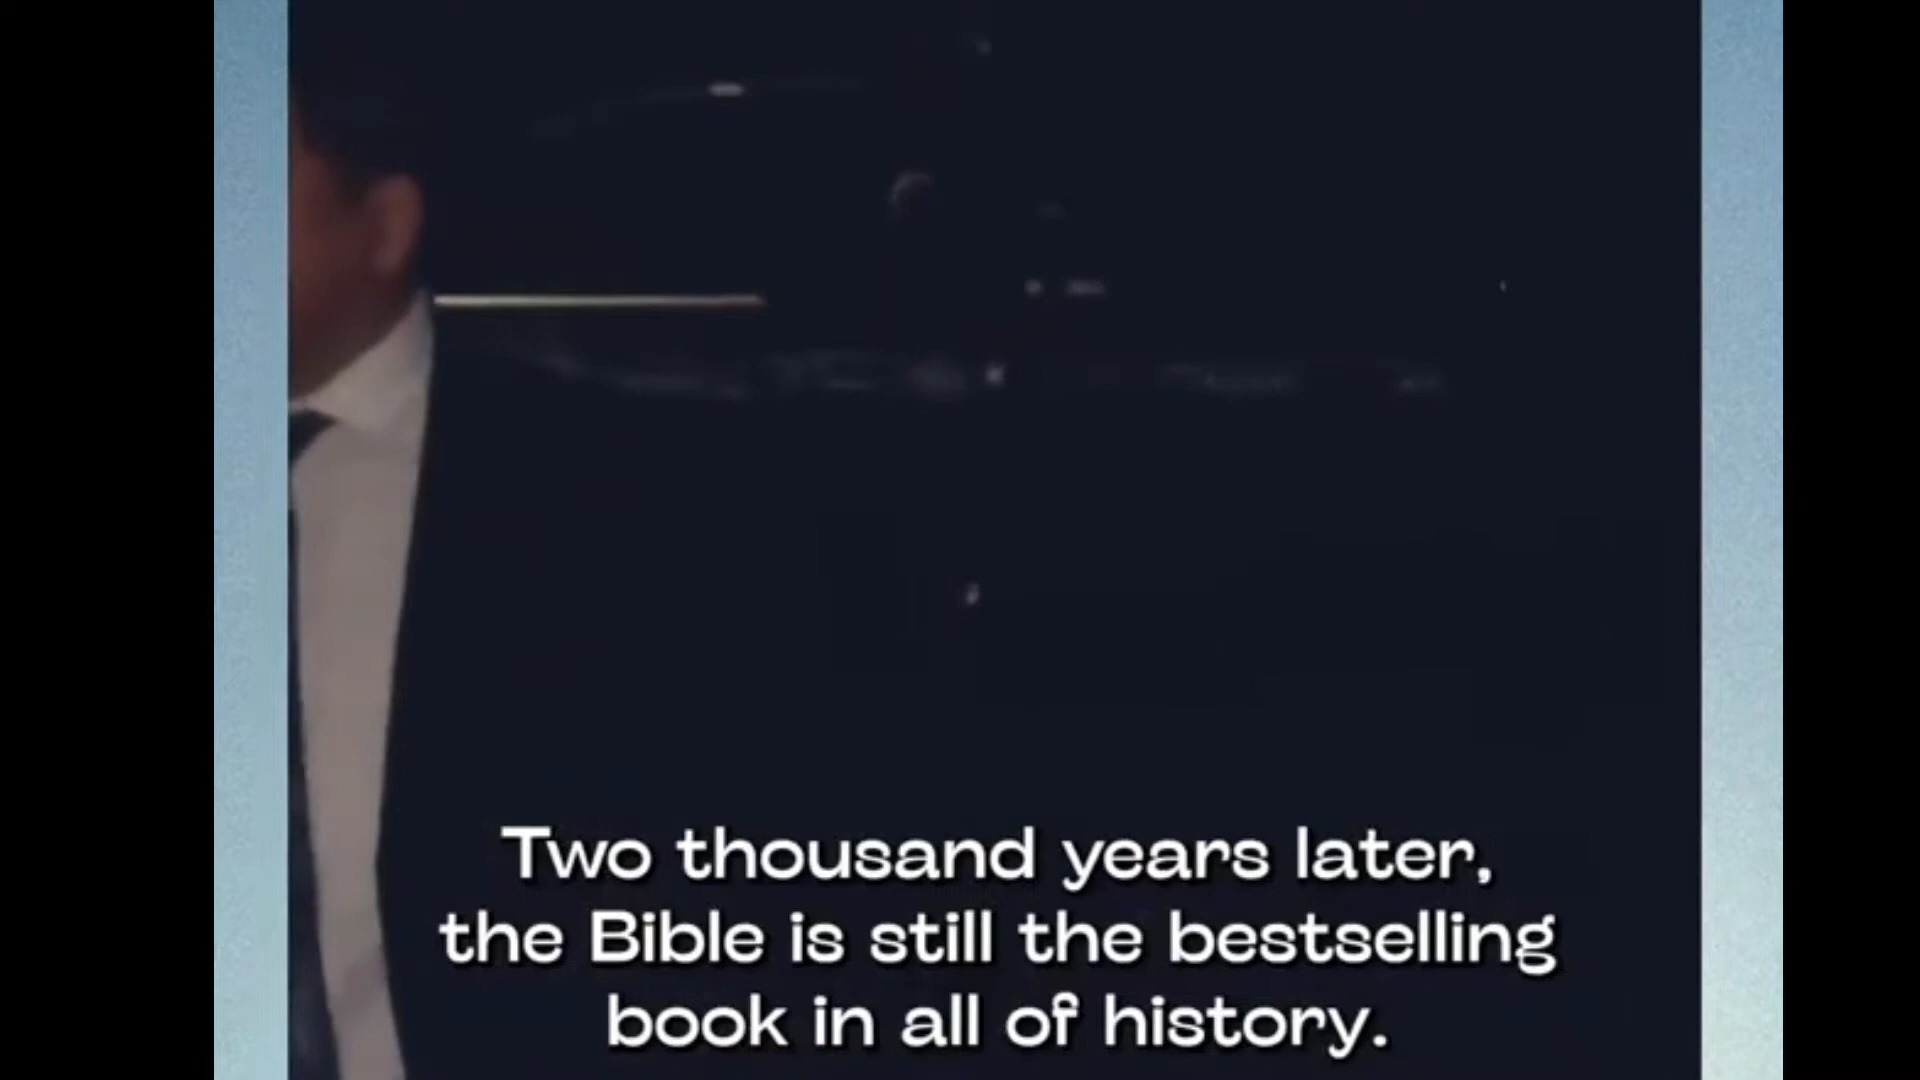 Two thousand years later,
the Bible is still the bestselling
book in all of history.